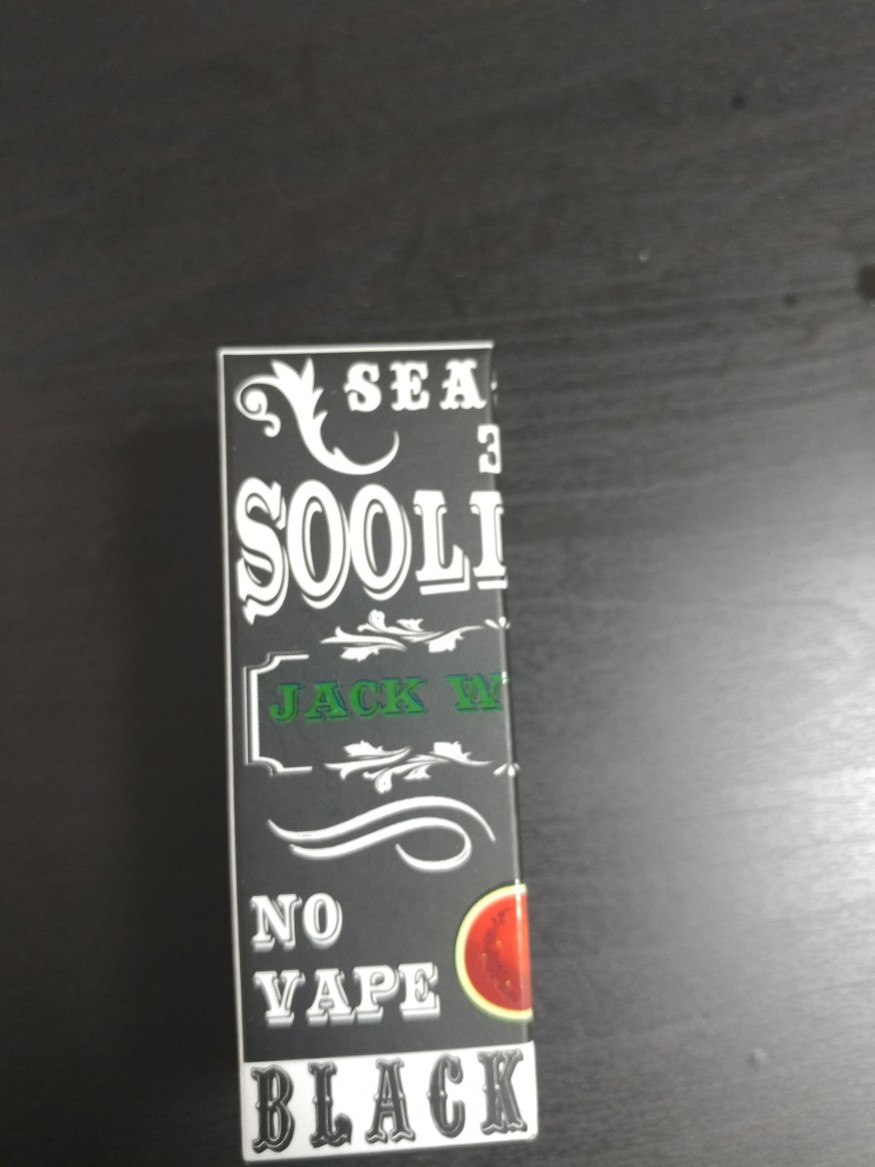 SEA
3
SOOLI
JACK W
NO
VAPE
BLACK